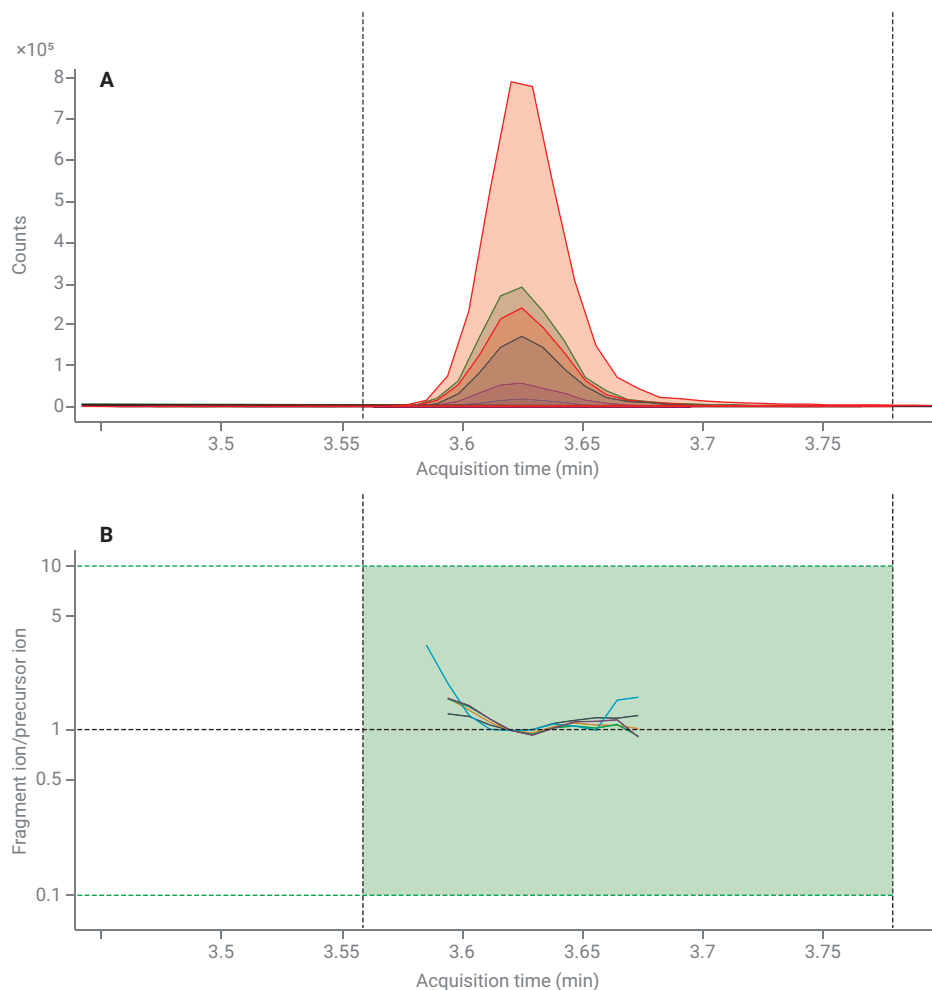 ×10⁵
A
8
7
6
5
4
3
2
1
0
Counts
3.5 3.55 3.6 3.65 3.7 3.75
Acquisition time (min)
B
10
5
1
0.5
0.1
Fragment ion/precursor ion
3.5 3.55 3.6 3.65 3.7 3.75
Acquisition time (min)